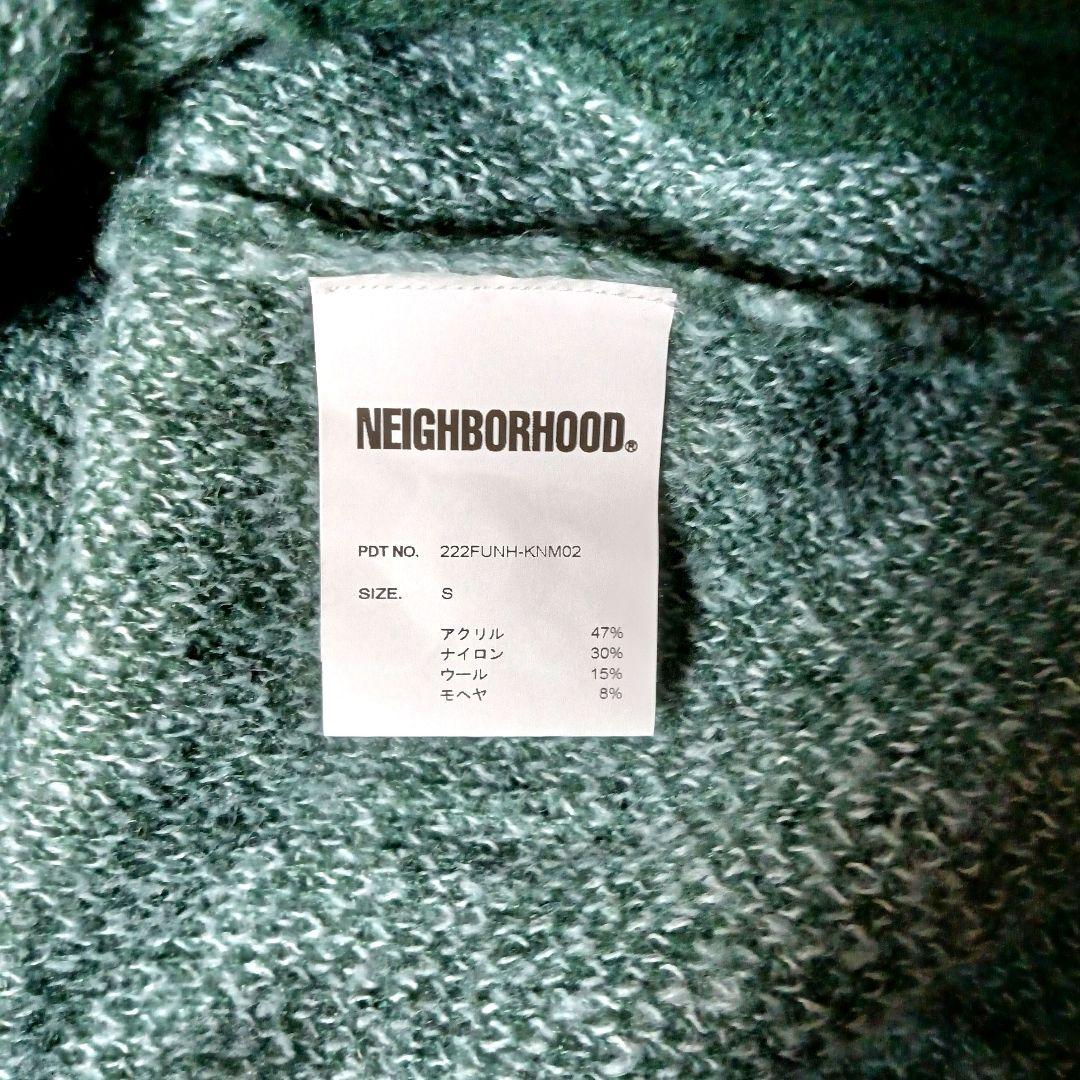 NEIGHBORHOOD®
PDT NO. 222FUNH-KNM02
SIZE. S
アクリル 47%
ナイロン 30%
ウール 15%
モヘヤ 8%